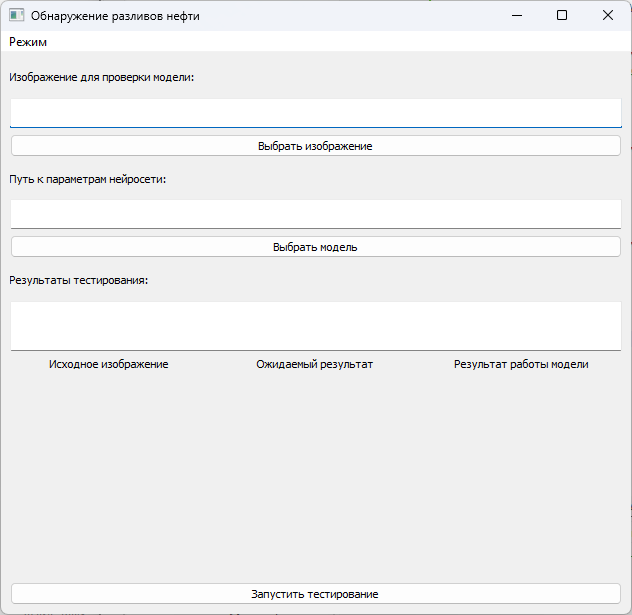 Обнаружение разливов нефти
Режим
Изображение для проверки модели:
Выбрать изображение
Путь к параметрам нейросети:
Выбрать модель
Результаты тестирования:
Исходное изображение Ожидаемый результат Результат работы модели
Запустить тестирование